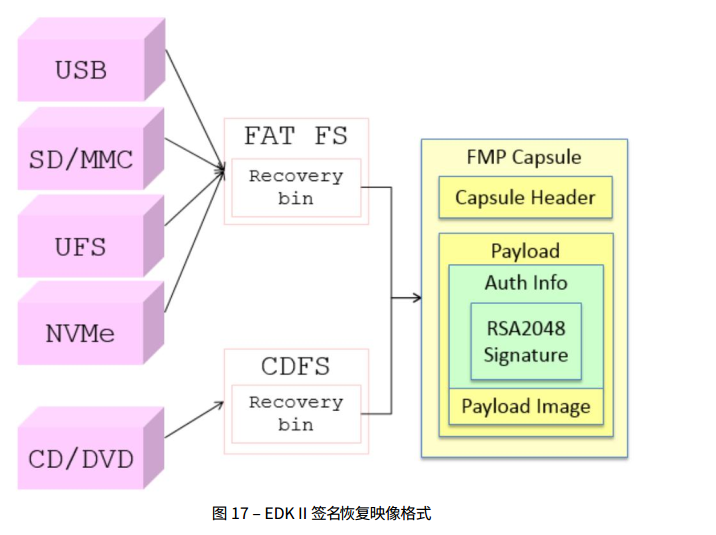 USB
SD/MMC
UFS
NVMe
CD/DVD
FAT FS
Recovery
bin
CDFS
Recovery
bin
FMP Capsule
Capsule Header
Payload
Auth Info
RSA2048
Signature
Payload Image
图 17 – EDK II 签名恢复映像格式